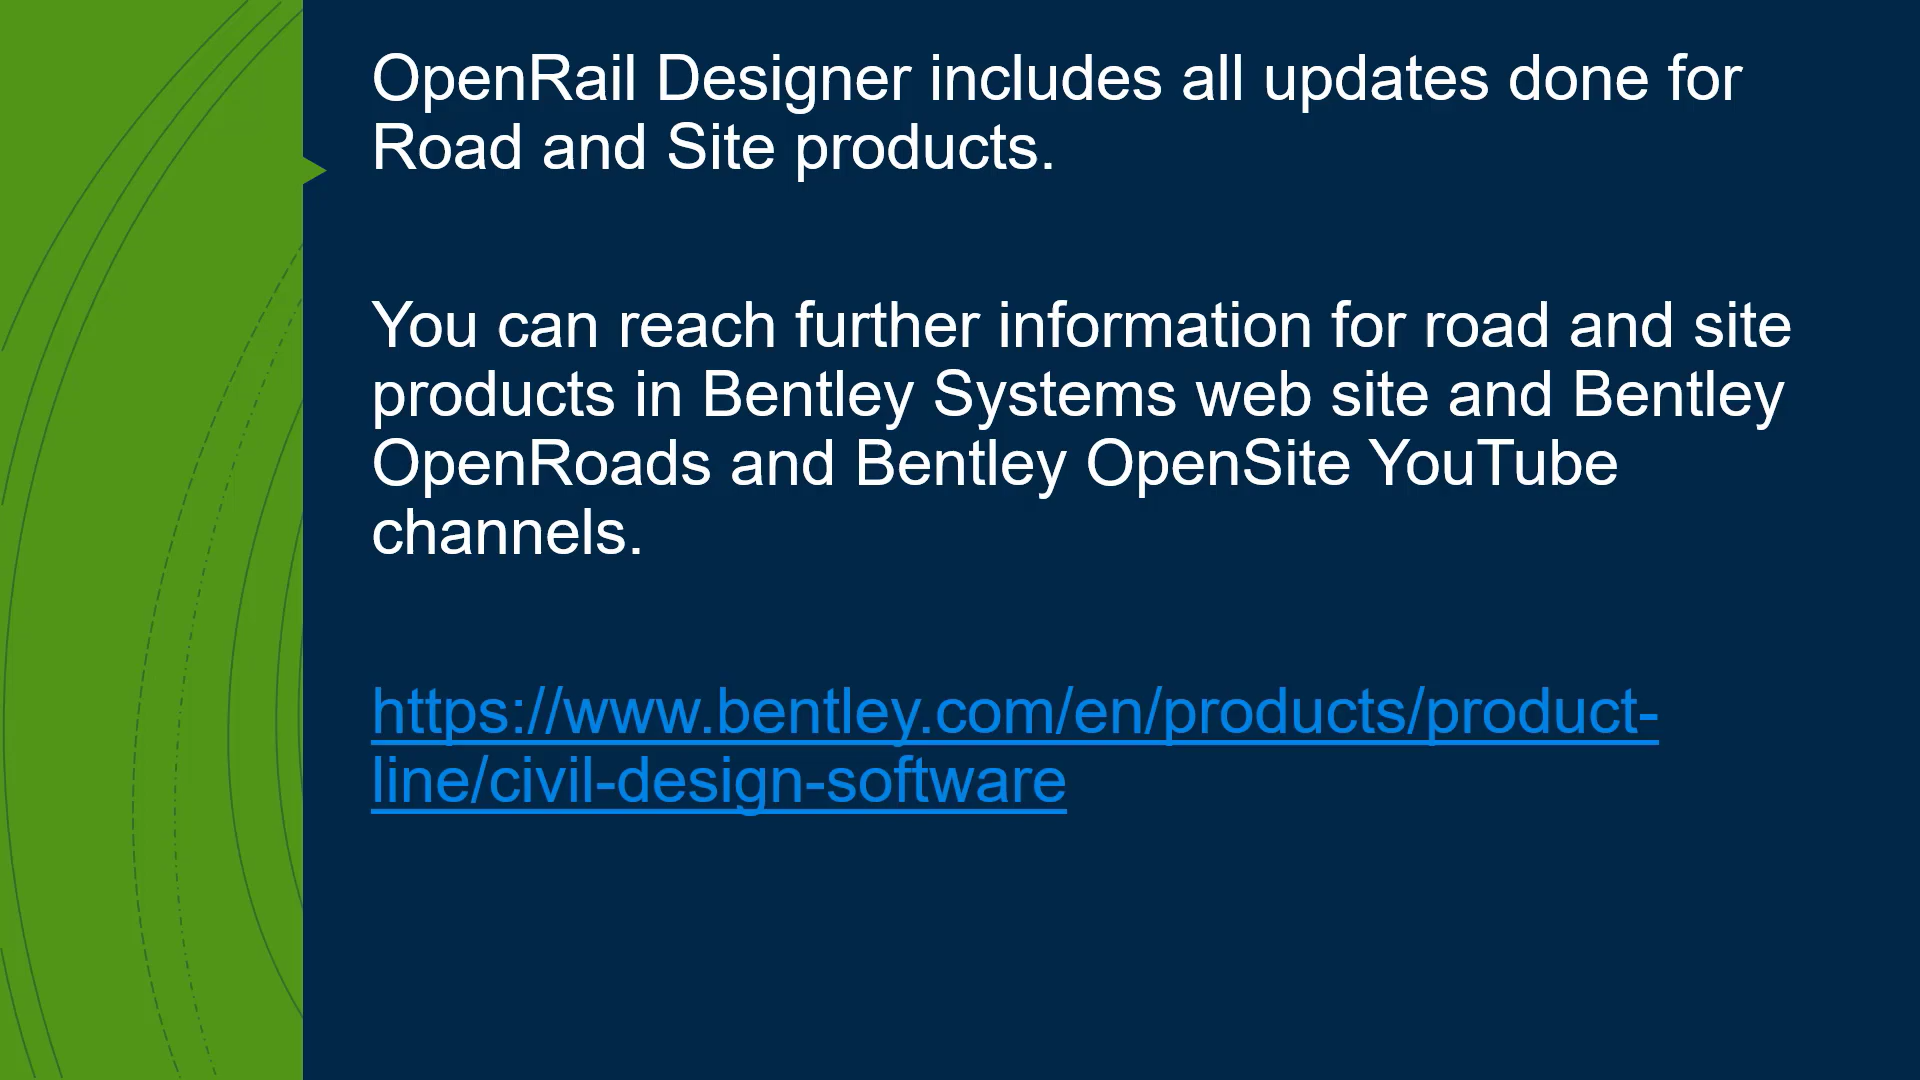 OpenRail Designer includes all updates done for
Road and Site products.
You can reach further information for road and site
products in Bentley Systems web site and Bentley
OpenRoads and Bentley OpenSite YouTube
channels.
https://www.bentley.com/en/products/product-
line/civil-design-software